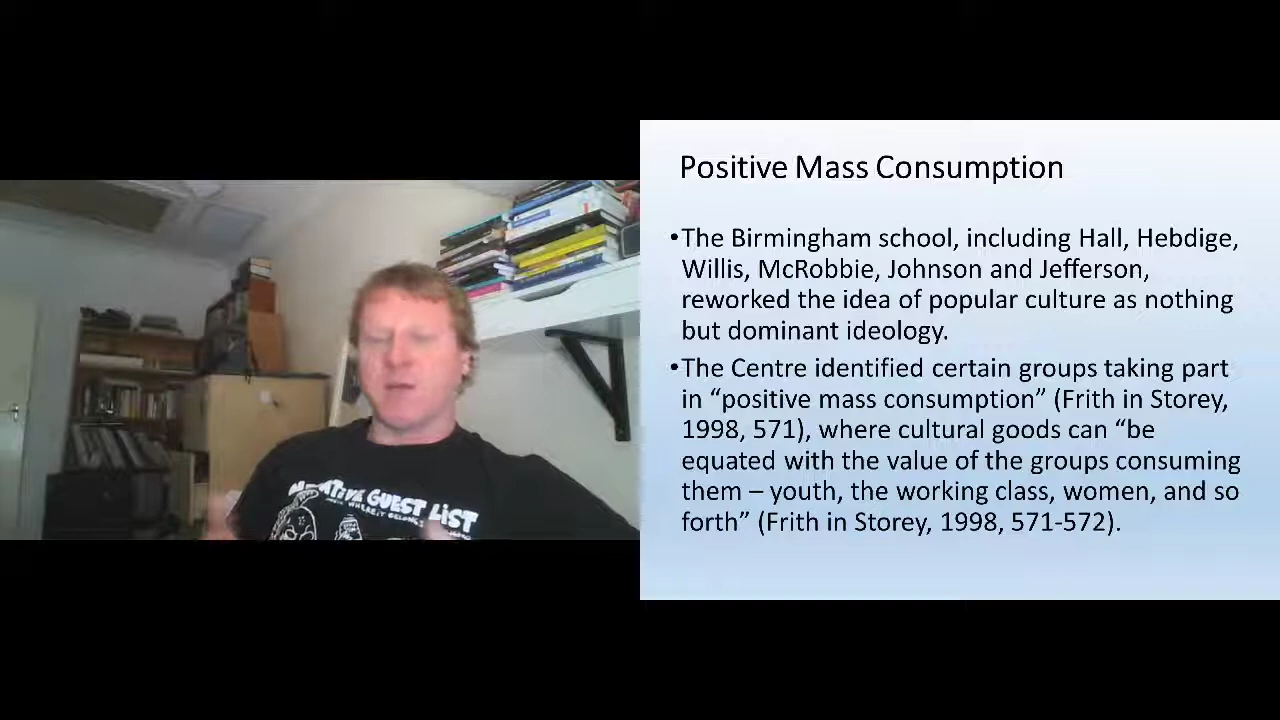 Positive Mass Consumption
•The Birmingham school, including Hall, Hebdige,
Willis, McRobbie, Johnson and Jefferson,
reworked the idea of popular culture as nothing
but dominant ideology.
•The Centre identified certain groups taking part
in “positive mass consumption” (Frith in Storey,
1998, 571), where cultural goods can “be
equated with the value of the groups consuming
them – youth, the working class, women, and so
forth” (Frith in Storey, 1998, 571-572).
GUEST LIST